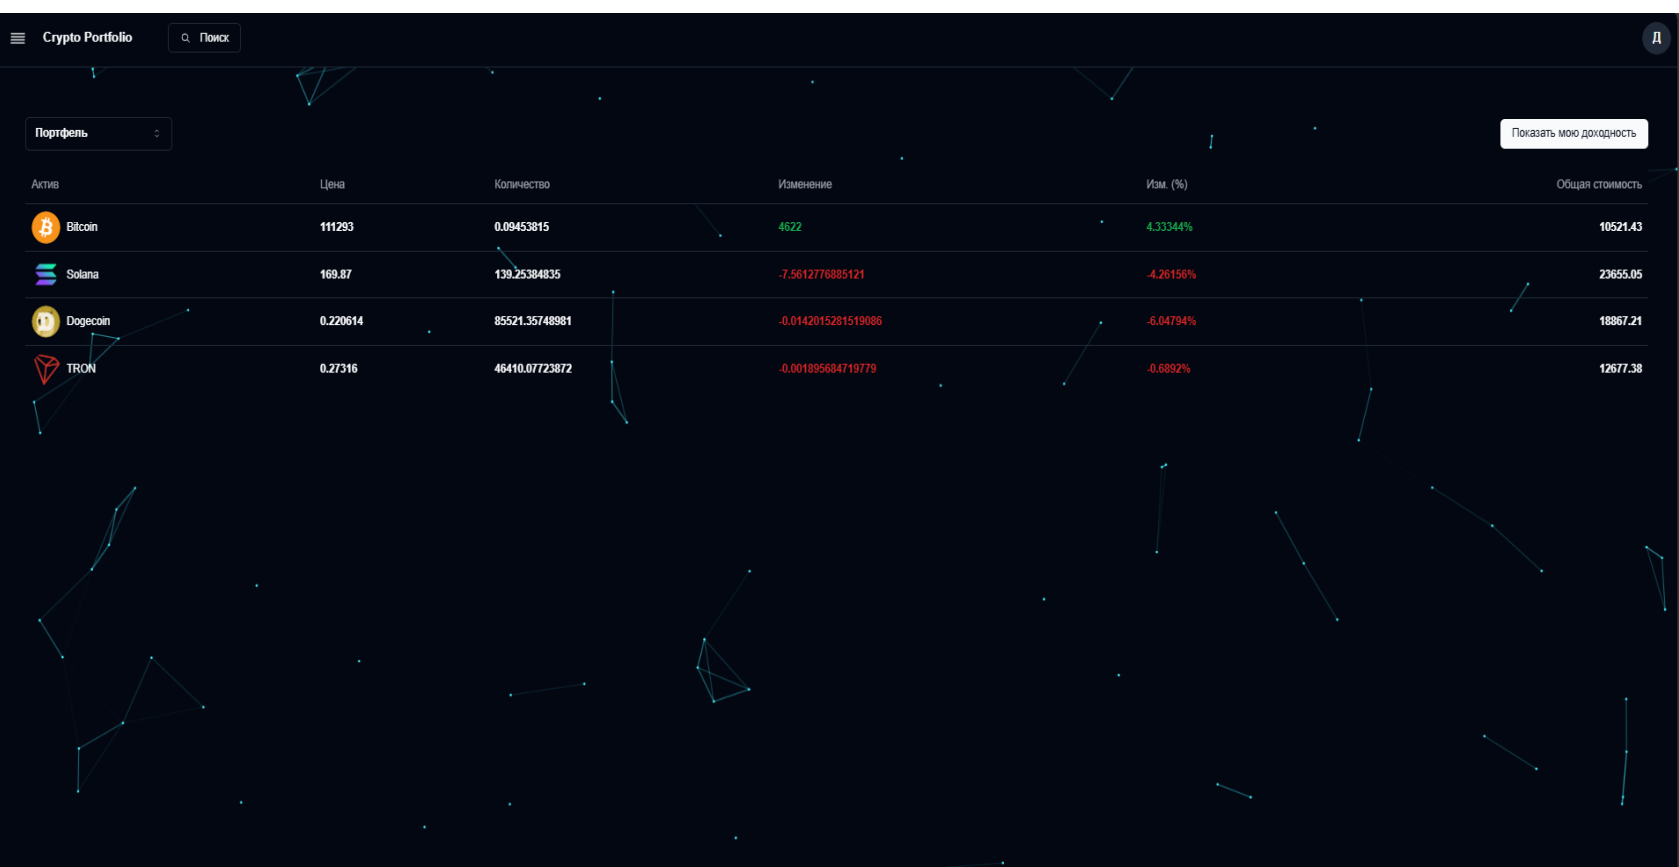 Crypto Portfolio Поиск Д
Портфель Показать мою доходность
Актив Цена Количество Изменение Изм. (%) Общая стоимость
Bitcoin 111293 0.09453815 4622 4.33344% 10521.43
Solana 169.87 139.25384835 -7.5612776885121 -4.26156% 23655.05
Dogecoin 0.220614 85521.35748981 -0.0142015281519086 -6.04794% 18867.21
TRON 0.27316 46410.07723872 -0.001895684719779 -0.6892% 12677.38